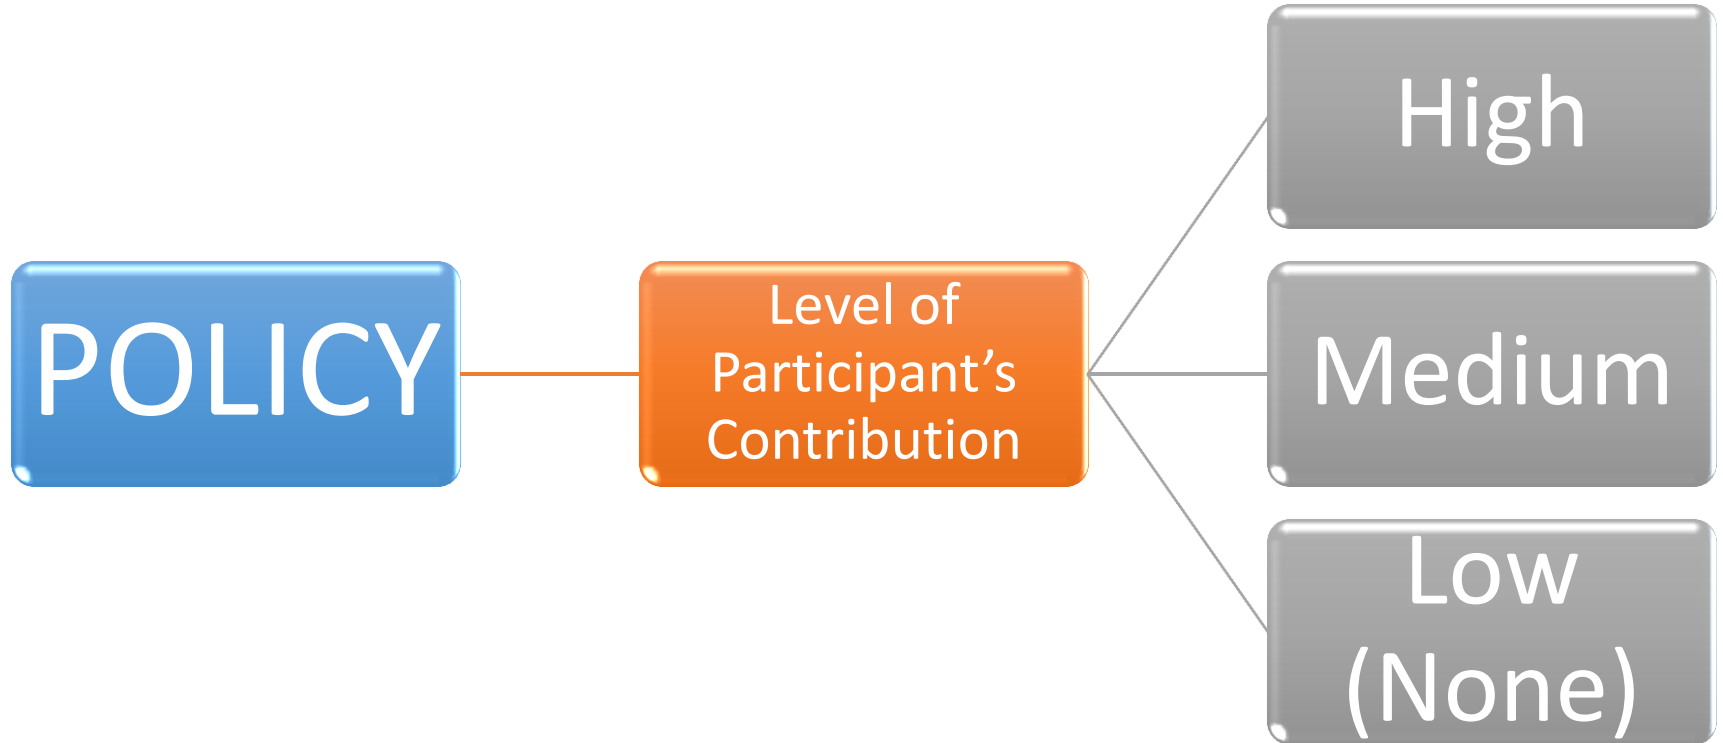 POLICY
Level of
Participant’s
Contribution
High
Medium
Low
(None)